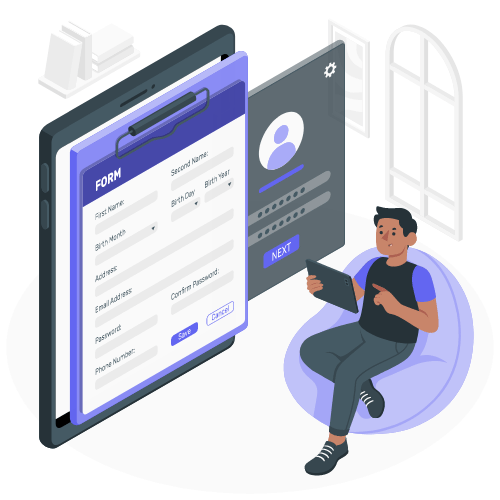 FORM
First Name:
Second Name:
Birth Month
Birth Day
Birth Year
Address:
Email Address:
Password:
Confirm Password:
Phone Number:
Save
Cancel
NEXT